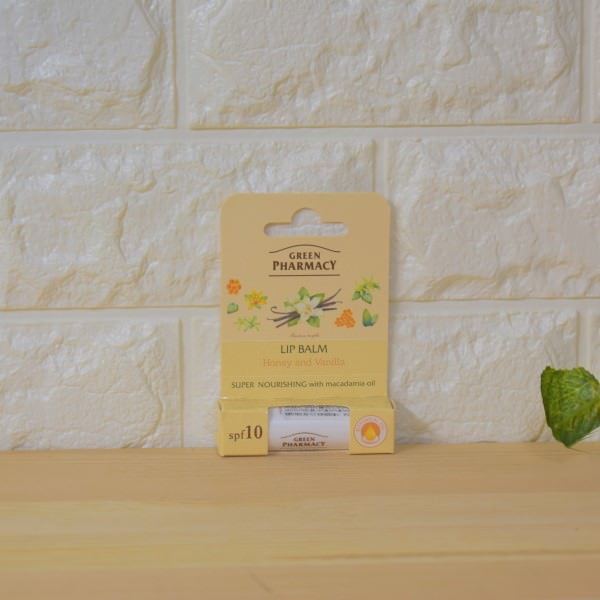 GREEN
PHARMACY
LIP BALM
Honey and Vanilla
SUPER NOURISHING with macadamia oil
spf10
GREEN
PHARMACY